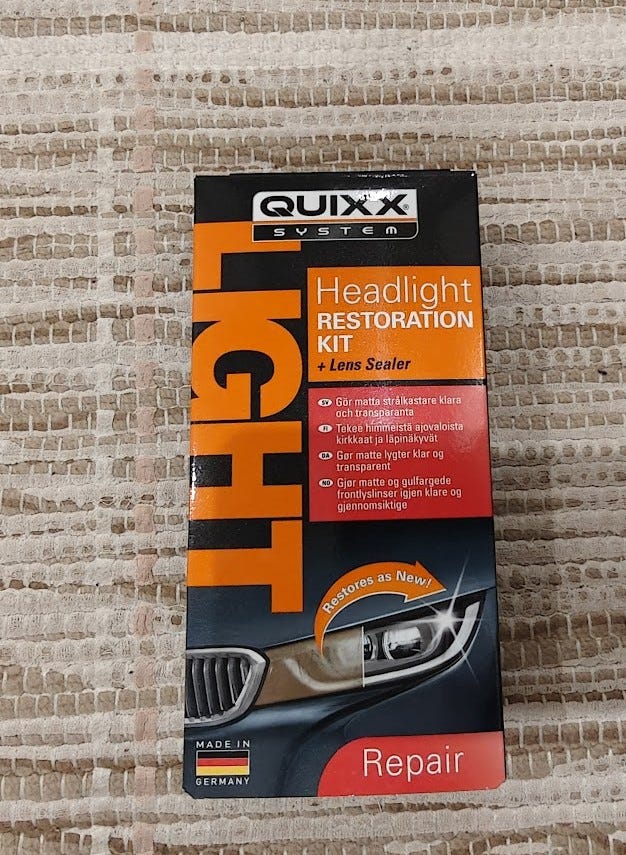 QUIXX®
SYSTEM
LIGHT
Headlight
RESTORATION
KIT
+ Lens Sealer
SV Gör matta strålkastare klara
och transparanta
FI Tekee himmeistä ajovaloista
kirkkaat ja läpinäkyvät
DA Gør matte lygter klar og
transparent
NO Gjør matte og gulfargede
frontlyslinser igjen klare og
gjennomsiktige
Restores as New!
MADE IN
GERMANY
Repair